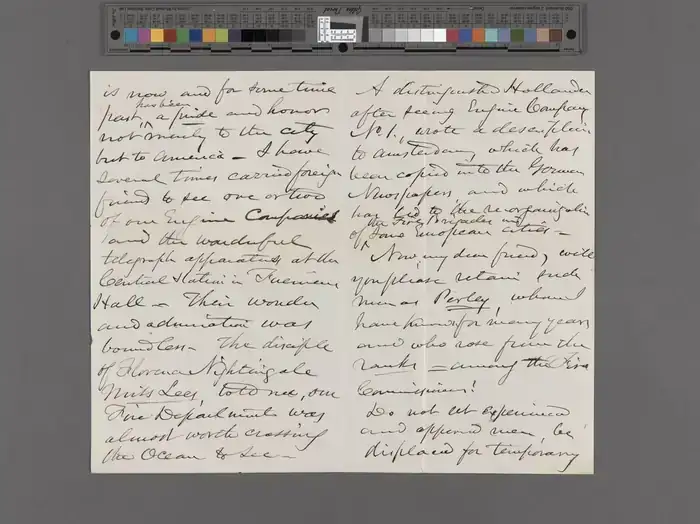 is now and for some time
has been
past, a pride and honor
not merely to the city
but to America – I have
several times carried foreign
friend to see one or two
of our Engine Companies
and the wonderful
telegraph apparatus at the
Central Station in Firemens
Hall – Their wonder
and admiration was
boundless – The disciple
of Florence Nightingale
Miss Lees, told me, our
Fire Department was
almost worth crossing
the Ocean to see –
A distinguished Hollander
after seeing Engine Company
No. 1, wrote a description
to Amsterdam, which has
been copied into the German
Newspapers and which
has led to the reorganization
the Fire Brigades in
of some European cities –
Now my dear friend, will
you please retain such
men as Perley, whom I
have known for many years
and who rose from the
ranks – among the Fire
Commissioners!
Do not let experienced
and approved men, be
displaced for temporary